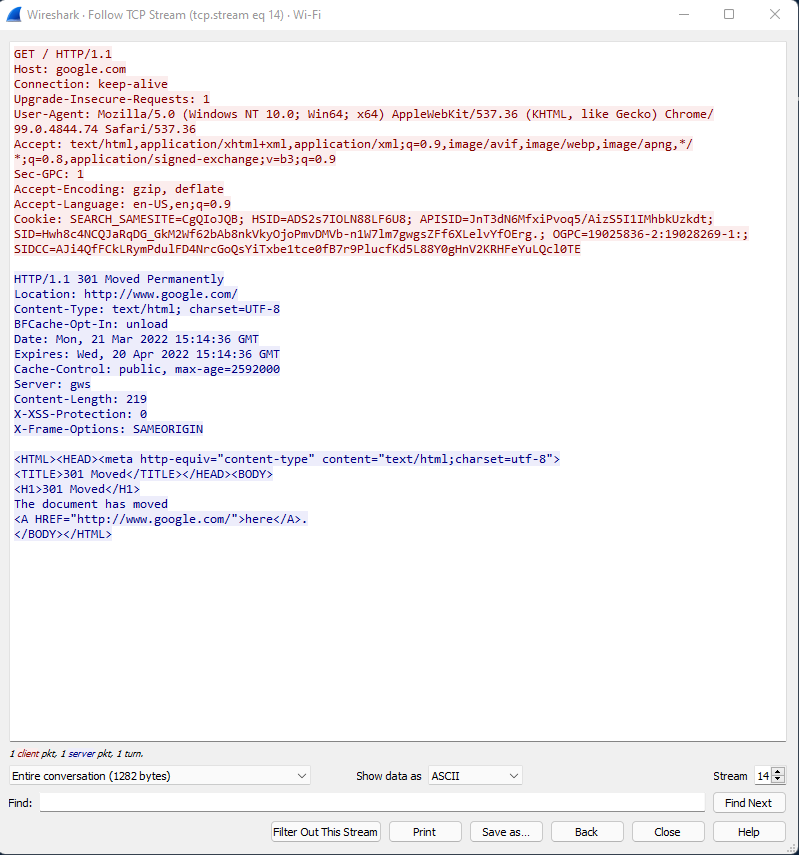 Wireshark · Follow TCP Stream (tcp.stream eq 14) · Wi-Fi
GET / HTTP/1.1
Host: google.com
Connection: keep-alive
Upgrade-Insecure-Requests: 1
User-Agent: Mozilla/5.0 (Windows NT 10.0; Win64; x64) AppleWebKit/537.36 (KHTML, like Gecko) Chrome/
99.0.4844.74 Safari/537.36
Accept: text/html,application/xhtml+xml,application/xml;q=0.9,image/avif,image/webp,image/apng,*/
*;q=0.8,application/signed-exchange;v=b3;q=0.9
Sec-GPC: 1
Accept-Encoding: gzip, deflate
Accept-Language: en-US,en;q=0.9
Cookie: SEARCH_SAMESITE=CgQIoJQB; HSID=ADS2s7IOLN88LF6U8; APISID=JnT3dN6MfxiPvoq5/AizS5I1IMhbkUzkdt;
SID=Hwh8c4NCQJaRqDG_GkM2Wf62bAb8nkVkyOjoPmvDMVb-n1W7lm7gwgsZFf6XLelvYfOErg.; OGPC=19025836-2:19028269-1:;
SIDCC=AJi4QfFCkLRymPdulFD4NrcGoQsYiTxbe1tce0fB7r9PlucfKd5L88Y0gHnV2KRHFeYuLQcl0TE
HTTP/1.1 301 Moved Permanently
Location: http://www.google.com/
Content-Type: text/html; charset=UTF-8
BFCache-Opt-In: unload
Date: Mon, 21 Mar 2022 15:14:36 GMT
Expires: Wed, 20 Apr 2022 15:14:36 GMT
Cache-Control: public, max-age=2592000
Server: gws
Content-Length: 219
X-XSS-Protection: 0
X-Frame-Options: SAMEORIGIN
<HTML><HEAD><meta http-equiv="content-type" content="text/html;charset=utf-8">
<TITLE>301 Moved</TITLE></HEAD><BODY>
<H1>301 Moved</H1>
The document has moved
<A HREF="http://www.google.com/">here</A>.
</BODY></HTML>
1 client pkt, 1 server pkt, 1 turn.
Entire conversation (1282 bytes) Show data as ASCII Stream 14
Find: Find Next
Filter Out This Stream Print Save as... Back Close Help